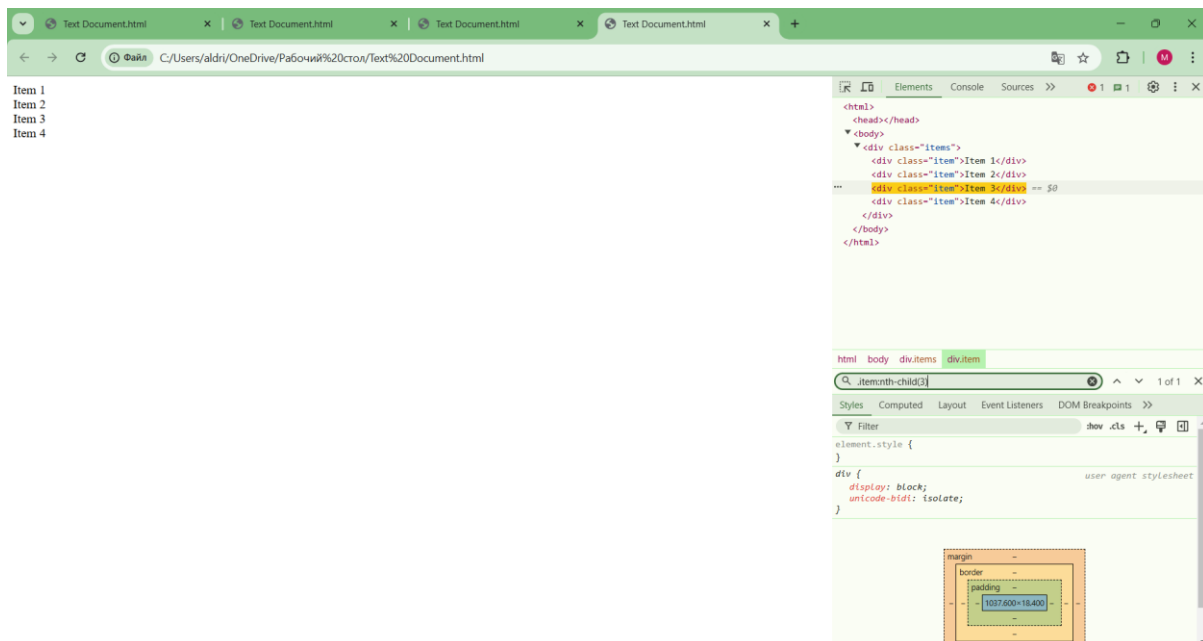 Text Document.html Text Document.html Text Document.html Text Document.html
Файл C:/Users/aldri/OneDrive/Рабочий%20стол/Text%20Document.html M
Item 1
Item 2
Item 3
Item 4
Elements Console Sources 1 1
<html>
<head></head>
<body>
<div class="items">
<div class="item">Item 1</div>
<div class="item">Item 2</div>
... <div class="item">Item 3</div> == $0
<div class="item">Item 4</div>
</div>
</body>
</html>
html body div.items div.item
.item:nth-child(3) 1 of 1
Styles Computed Layout Event Listeners DOM Breakpoints
Filter :hov .cls
element.style {
}
div { user agent stylesheet
display: block;
unicode-bidi: isolate;
}
margin –
border –
padding –
– – – 1037.600×18.400 – – –
–
–